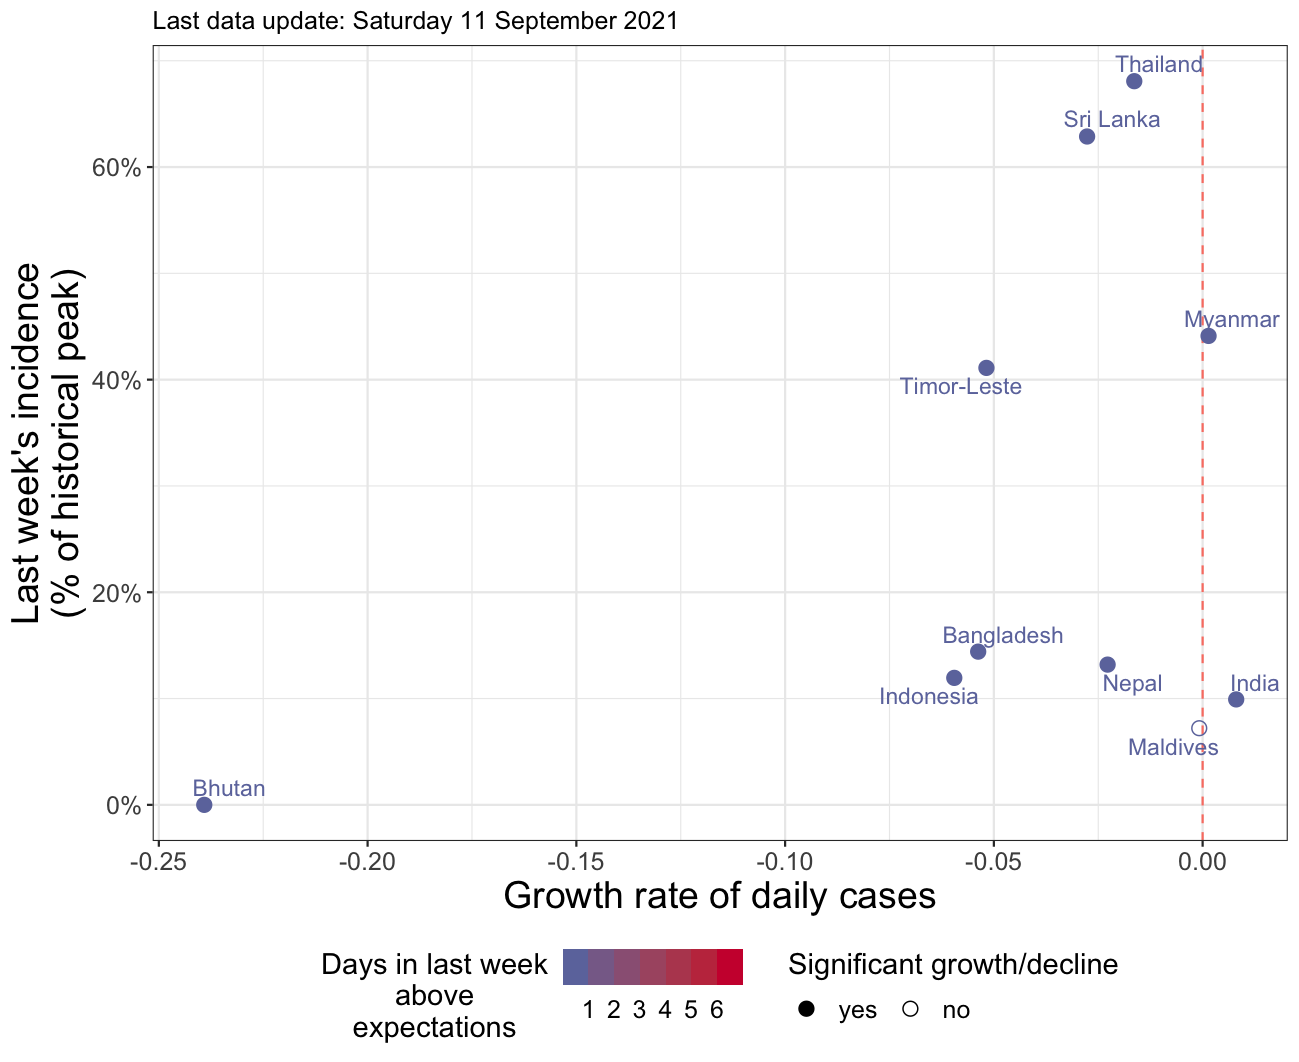 Last data update: Saturday 11 September 2021
Thailand
Sri Lanka
60%
Myanmar
Timor-Leste
40%
Last week's incidence
(% of historical peak)
20%
Bangladesh
Nepal
India
Indonesia
Maldives
Bhutan
0%
-0.25 -0.20 -0.15 -0.10 -0.05 0.00
Growth rate of daily cases
Days in last week
above
expectations
1 2 3 4 5 6
Significant growth/decline
yes no